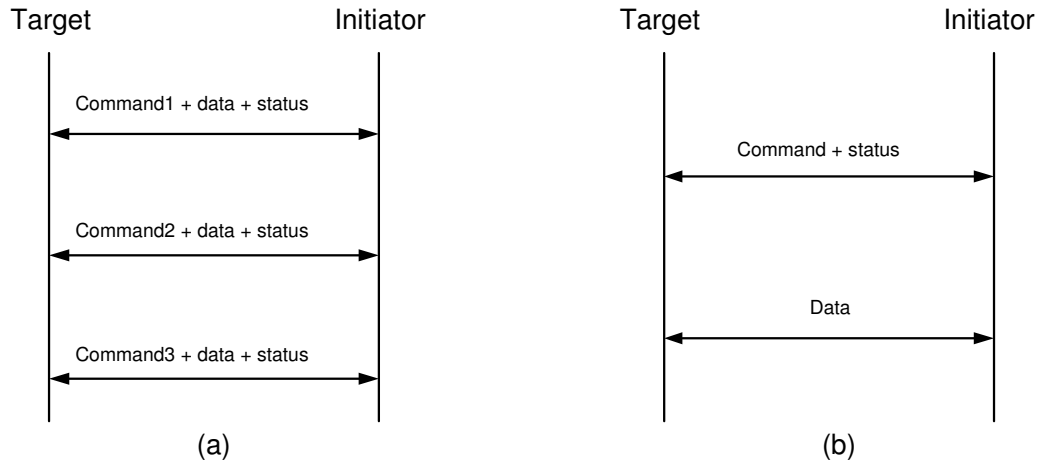 Target
Initiator
Command1 + data + status
Command2 + data + status
Command3 + data + status
(a)
Target
Initiator
Command + status
Data
(b)